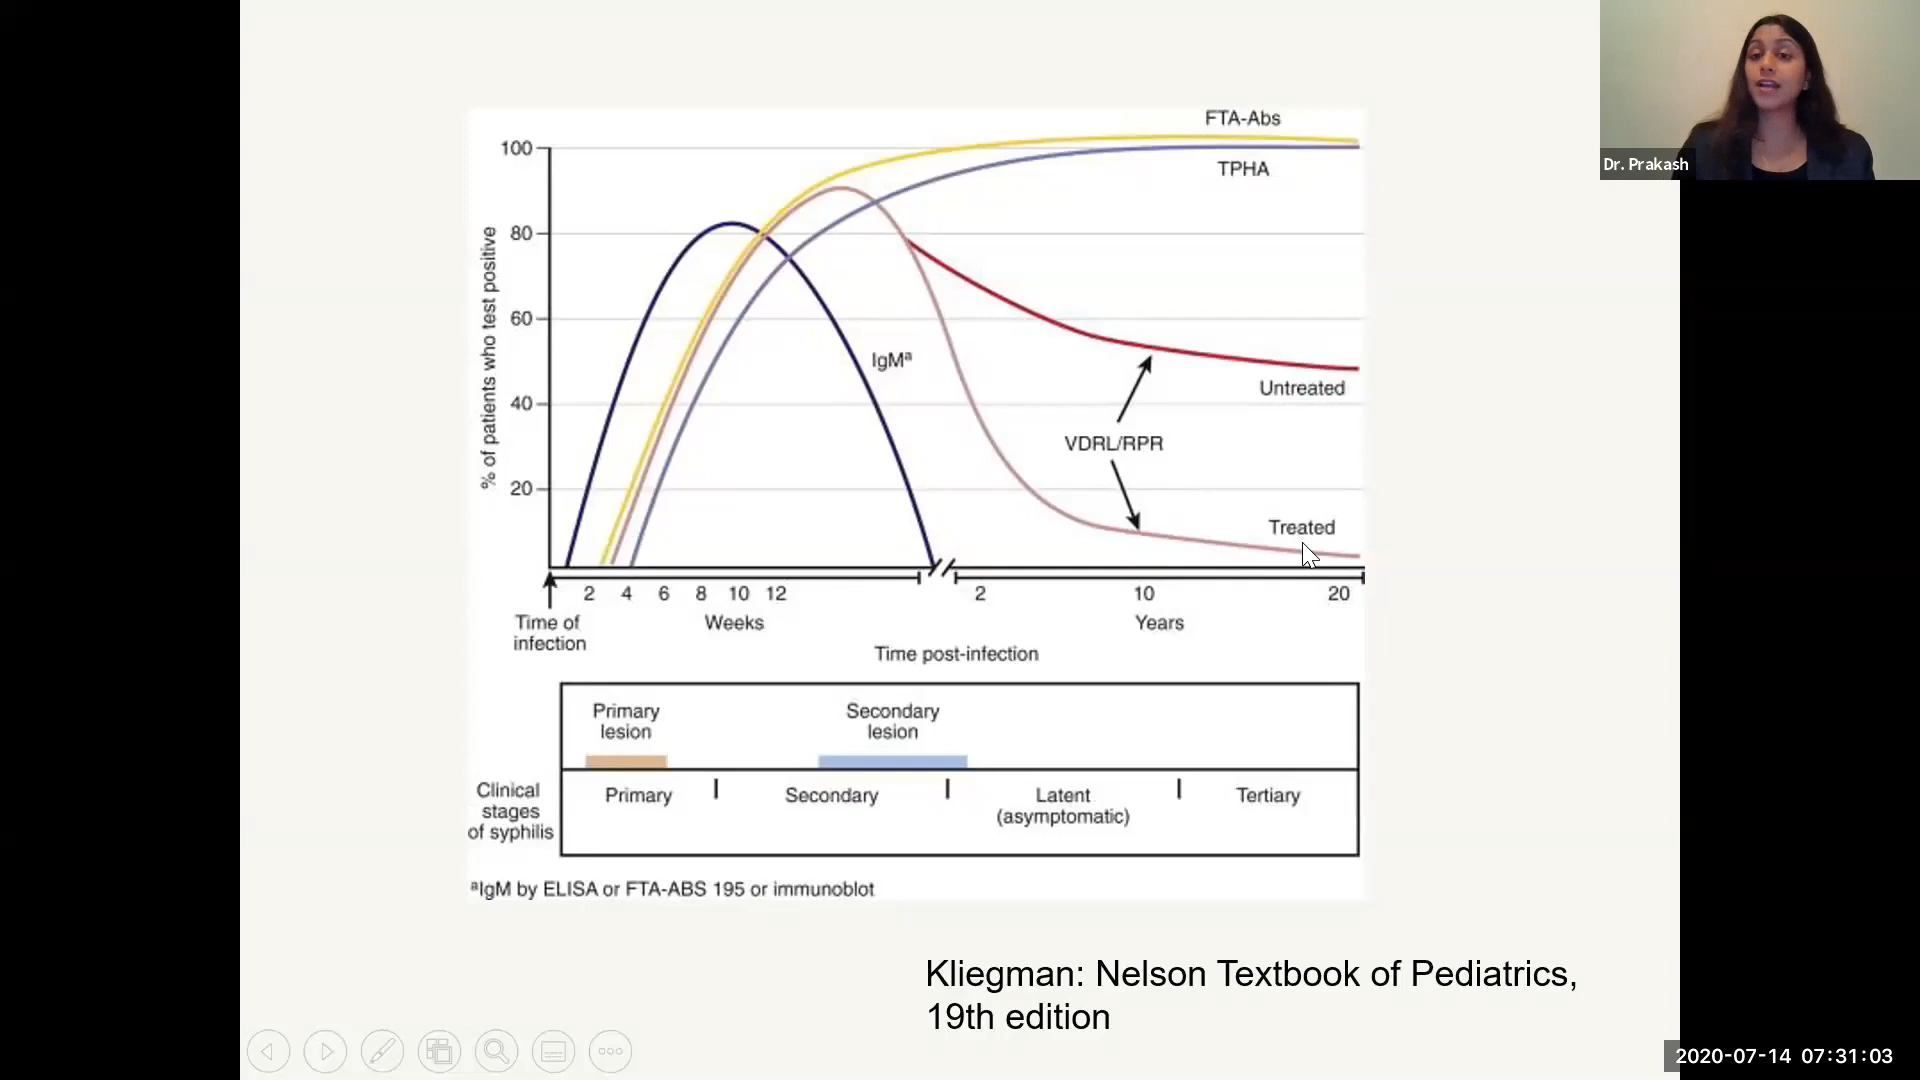 Dr. Prakash
FTA-Abs
TPHA
100
80
60
40
20
% of patients who test positive
IgMᵃ
Untreated
VDRL/RPR
Treated
2 4 6 8 10 12
2 10 20
Time of
infection
Weeks
Years
Time post-infection
Primary
lesion
Secondary
lesion
Clinical
stages
of syphilis
Primary
Secondary
Latent
(asymptomatic)
Tertiary
ᵃIgM by ELISA or FTA-ABS 195 or immunoblot
Kliegman: Nelson Textbook of Pediatrics,
19th edition
2020-07-14 07:31:03